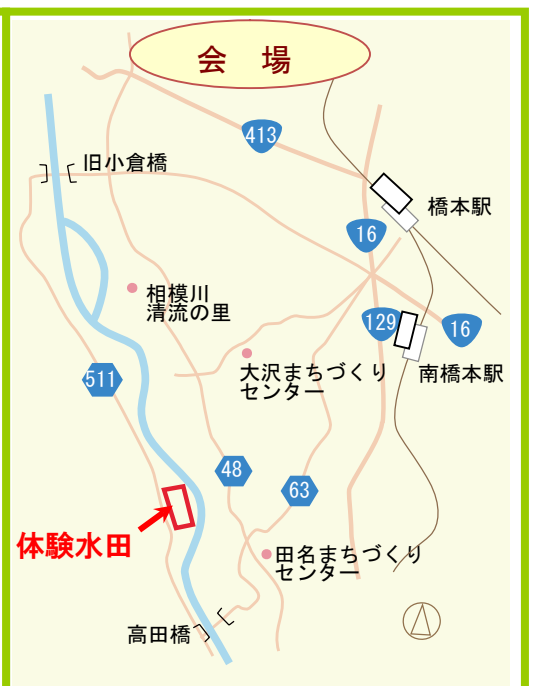 会 場
413
旧小倉橋
橋本駅
16
相模川
清流の里
129
16
511
大沢まちづくり
センター
南橋本駅
48
63
体験水田
田名まちづくり
センター
高田橋